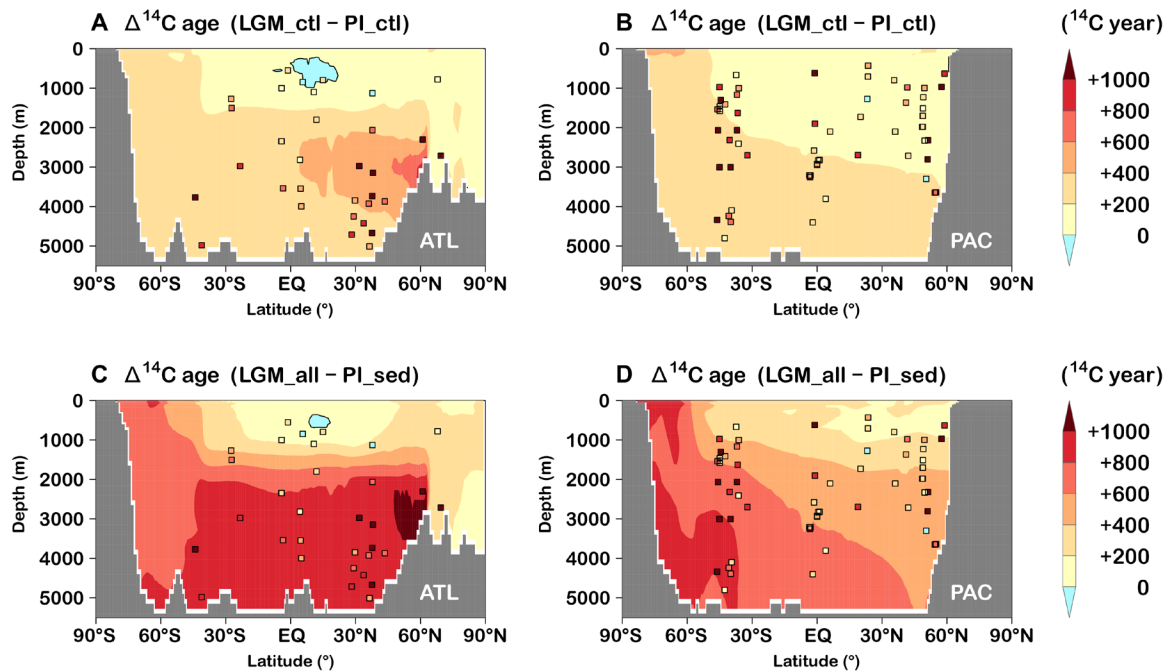 A Δ¹⁴C age (LGM_ctl – PI_ctl)
B Δ¹⁴C age (LGM_ctl – PI_ctl)
(¹⁴C year)
0
1000
2000
3000
4000
5000
Depth (m)
ATL
90°S 60°S 30°S EQ 30°N 60°N 90°N
Latitude (°)
0
1000
2000
3000
4000
5000
Depth (m)
PAC
90°S 60°S 30°S EQ 30°N 60°N 90°N
Latitude (°)
+1000
+800
+600
+400
+200
0
C Δ¹⁴C age (LGM_all – PI_sed)
D Δ¹⁴C age (LGM_all – PI_sed)
(¹⁴C year)
0
1000
2000
3000
4000
5000
Depth (m)
ATL
90°S 60°S 30°S EQ 30°N 60°N 90°N
Latitude (°)
0
1000
2000
3000
4000
5000
Depth (m)
PAC
90°S 60°S 30°S EQ 30°N 60°N 90°N
Latitude (°)
+1000
+800
+600
+400
+200
0